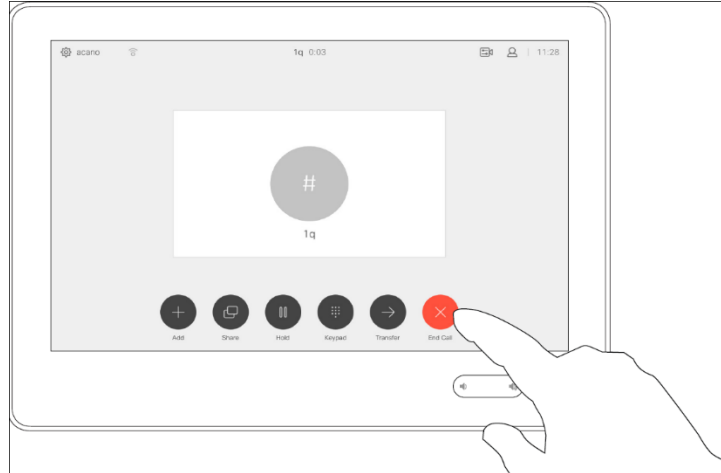 acano
1q 0:03
11:28
#
1q
Add
Share
Hold
Keypad
Transfer
End Call